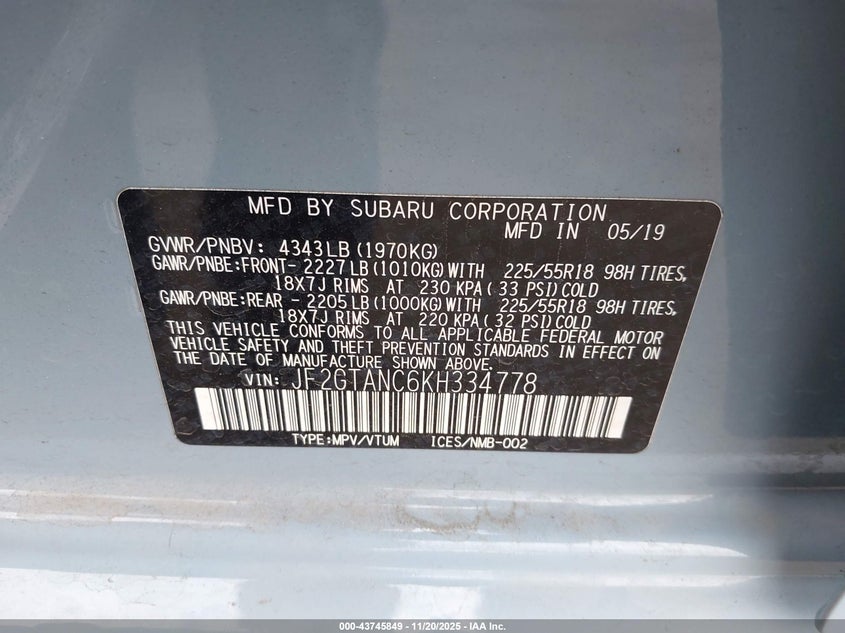 MFD BY SUBARU CORPORATION
MFD IN 05/19
GVWR/PNBV: 4343LB(1970KG)
GAWR/PNBE:FRONT- 2227LB(1010KG)WITH 225/55R18 98H TIRES,
18X7J RIMS AT 230 KPA(33 PSI)COLD
GAWR/PNBE:REAR - 2205LB(1000KG)WITH 225/55R18 98H TIRES,
18X7J RIMS AT 220 KPA(32 PSI)COLD
THIS VEHICLE CONFORMS TO ALL APPLICABLE FEDERAL MOTOR
VEHICLE SAFETY AND THEFT PREVENTION STANDARDS IN EFFECT ON
THE DATE OF MANUFACTURE SHOWN ABOVE.
VIN: JF2GTANC6KH334778
TYPE:MPV/VTUM ICES/NMB-002
000-43745849 - 11/20/2025 - IAA Inc.